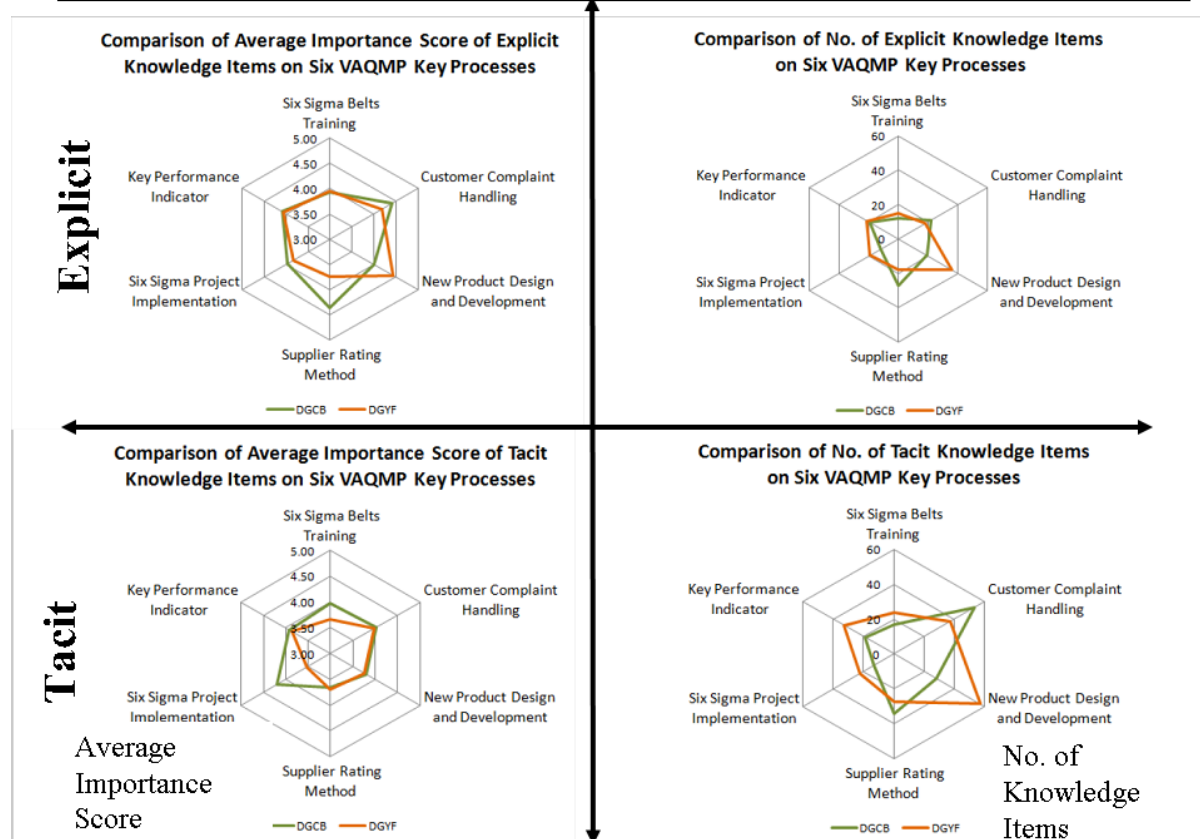 Explicit
Comparison of Average Importance Score of Explicit
Knowledge Items on Six VAQMP Key Processes
Six Sigma Belts
Training
5.00
4.50
4.00
3.50
3.00
Key Performance
Indicator
Customer Complaint
Handling
Six Sigma Project
Implementation
New Product Design
and Development
Supplier Rating
Method
DGCB DGYF
Comparison of No. of Explicit Knowledge Items
on Six VAQMP Key Processes
Six Sigma Belts
Training
60
40
20
0
Key Performance
Indicator
Customer Complaint
Handling
Six Sigma Project
Implementation
New Product Design
and Development
Supplier Rating
Method
DGCB DGYF
Tacit
Comparison of Average Importance Score of Tacit
Knowledge Items on Six VAQMP Key Processes
Six Sigma Belts
Training
5.00
4.50
4.00
3.50
3.00
Key Performance
Indicator
Customer Complaint
Handling
Six Sigma Project
Implementation
New Product Design
and Development
Supplier Rating
Method
DGCB DGYF
Average
Importance
Score
Comparison of No. of Tacit Knowledge Items
on Six VAQMP Key Processes
Six Sigma Belts
Training
60
40
20
0
Key Performance
Indicator
Customer Complaint
Handling
Six Sigma Project
Implementation
New Product Design
and Development
Supplier Rating
Method
DGCB DGYF
No. of
Knowledge
Items